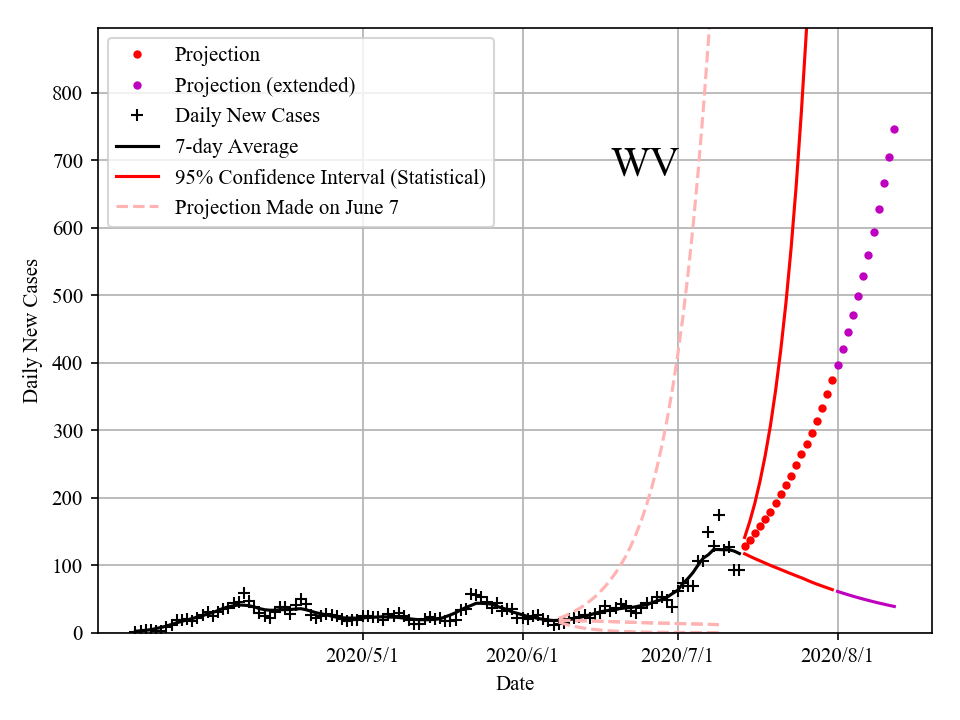 Projection
Projection (extended)
Daily New Cases
7-day Average
95% Confidence Interval (Statistical)
Projection Made on June 7
WV
800
700
600
500
400
300
200
100
0
Daily New Cases
2020/5/1 2020/6/1 2020/7/1 2020/8/1
Date